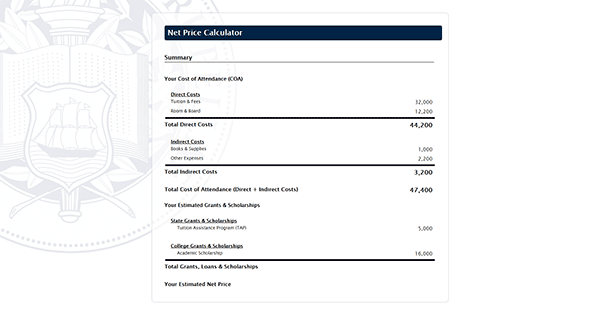 Net Price Calculator
Summary
Your Cost of Attendance (COA)
Direct Costs
Tuition & Fees 32,000
Room & Board 12,200
Total Direct Costs 44,200
Indirect Costs
Books & Supplies 1,000
Other Expenses 2,200
Total Indirect Costs 3,200
Total Cost of Attendance (Direct + Indirect Costs) 47,400
Your Estimated Grants & Scholarships
State Grants & Scholarships
Tuition Assistance Program (TAP) 5,000
College Grants & Scholarships
Academic Scholarship 16,000
Total Grants, Loans & Scholarships
Your Estimated Net Price